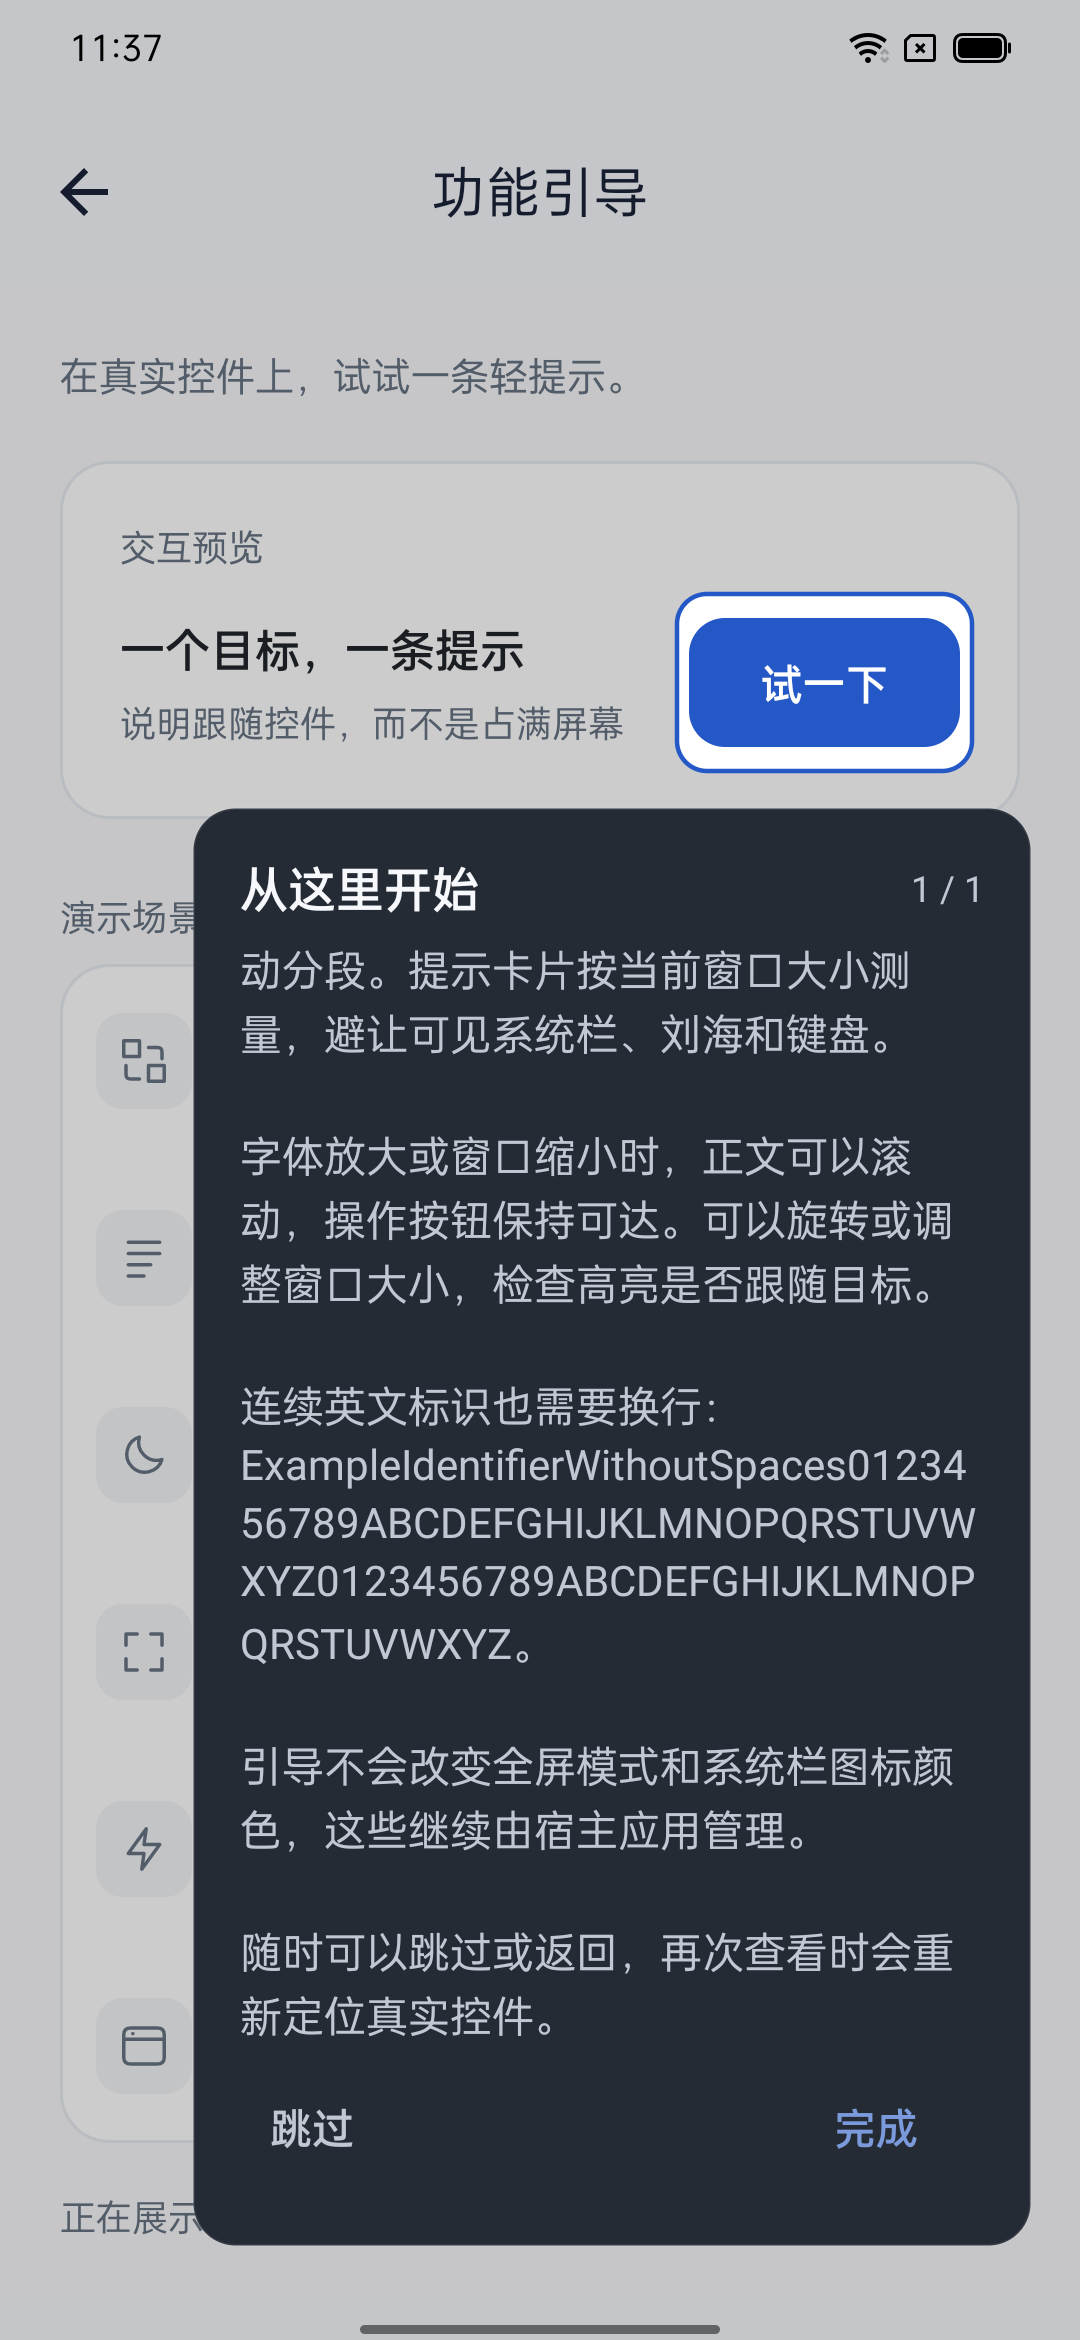 11:37
功能引导
在真实控件上，试试一条轻提示。
交互预览
一个目标，一条提示
试一下
说明跟随控件，而不是占满屏幕
从这里开始
1 / 1
演示场景
动分段。提示卡片按当前窗口大小测
量，避让可见系统栏、刘海和键盘。
字体放大或窗口缩小时，正文可以滚
动，操作按钮保持可达。可以旋转或调
整窗口大小，检查高亮是否跟随目标。
连续英文标识也需要换行：
ExampleIdentifierWithoutSpaces01234
56789ABCDEFGHIJKLMNOPQRSTUVW
XYZ0123456789ABCDEFGHIJKLMNOP
QRSTUVWXYZ。
引导不会改变全屏模式和系统栏图标颜
色，这些继续由宿主应用管理。
随时可以跳过或返回，再次查看时会重
新定位真实控件。
跳过
完成
正在展示